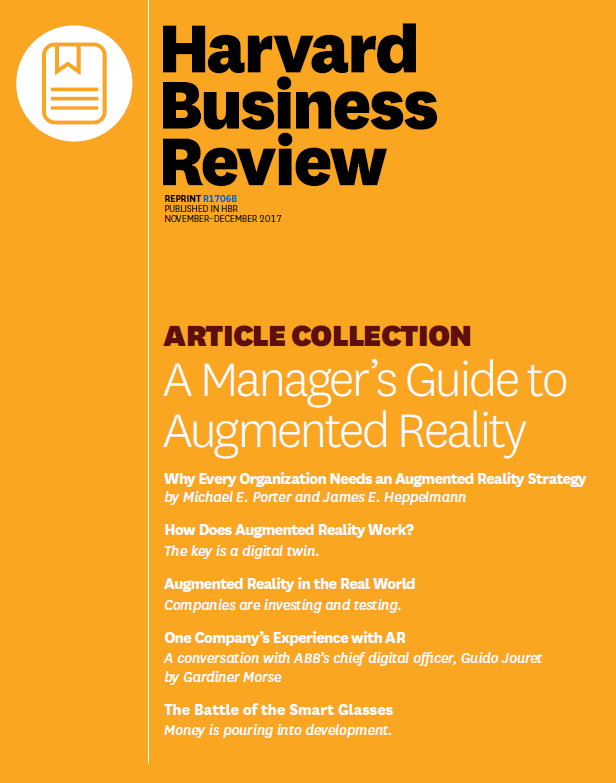 Harvard
Business
Review
REPRINT R1706B
PUBLISHED IN HBR
NOVEMBER–DECEMBER 2017
ARTICLE COLLECTION
A Manager’s Guide to
Augmented Reality
Why Every Organization Needs an Augmented Reality Strategy
by Michael E. Porter and James E. Heppelmann
How Does Augmented Reality Work?
The key is a digital twin.
Augmented Reality in the Real World
Companies are investing and testing.
One Company’s Experience with AR
A conversation with ABB’s chief digital officer, Guido Jouret
by Gardiner Morse
The Battle of the Smart Glasses
Money is pouring into development.